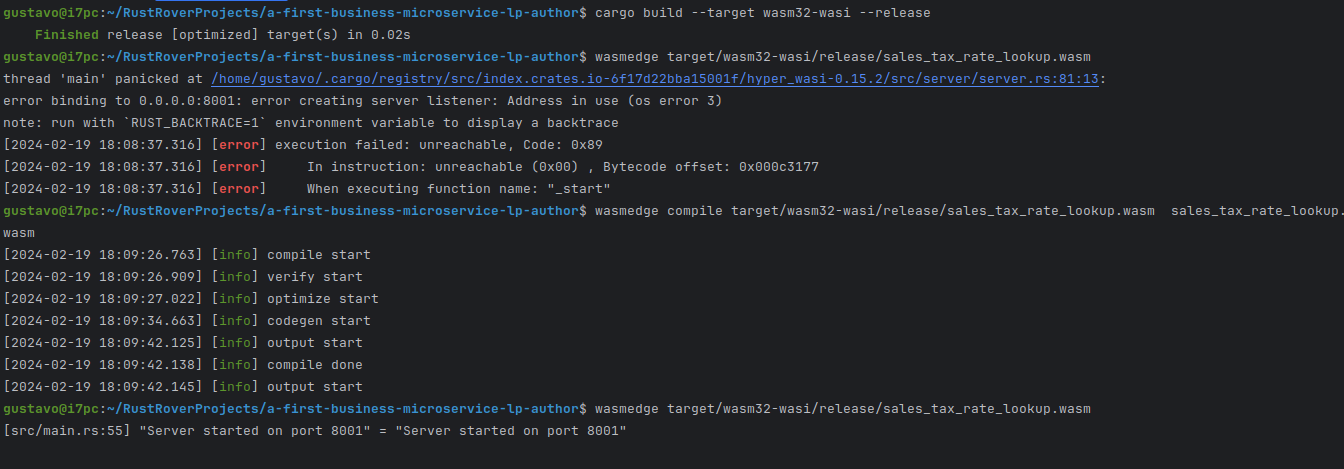 gustavo@i7pc:~/RustRoverProjects/a-first-business-microservice-lp-author$ cargo build --target wasm32-wasi --release
    Finished release [optimized] target(s) in 0.02s
gustavo@i7pc:~/RustRoverProjects/a-first-business-microservice-lp-author$ wasmedge target/wasm32-wasi/release/sales_tax_rate_lookup.wasm
thread 'main' panicked at /home/gustavo/.cargo/registry/src/index.crates.io-6f17d22bba15001f/hyper_wasi-0.15.2/src/server/server.rs:81:13:
error binding to 0.0.0.0:8001: error creating server listener: Address in use (os error 3)
note: run with `RUST_BACKTRACE=1` environment variable to display a backtrace
[2024-02-19 18:08:37.316] [error] execution failed: unreachable, Code: 0x89
[2024-02-19 18:08:37.316] [error]     In instruction: unreachable (0x00) , Bytecode offset: 0x000c3177
[2024-02-19 18:08:37.316] [error]     When executing function name: "_start"
gustavo@i7pc:~/RustRoverProjects/a-first-business-microservice-lp-author$ wasmedge compile target/wasm32-wasi/release/sales_tax_rate_lookup.wasm  sales_tax_rate_lookup.
wasm
[2024-02-19 18:09:26.763] [info] compile start
[2024-02-19 18:09:26.909] [info] verify start
[2024-02-19 18:09:27.022] [info] optimize start
[2024-02-19 18:09:34.663] [info] codegen start
[2024-02-19 18:09:42.125] [info] output start
[2024-02-19 18:09:42.138] [info] compile done
[2024-02-19 18:09:42.145] [info] output start
gustavo@i7pc:~/RustRoverProjects/a-first-business-microservice-lp-author$ wasmedge target/wasm32-wasi/release/sales_tax_rate_lookup.wasm
[src/main.rs:55] "Server started on port 8001" = "Server started on port 8001"